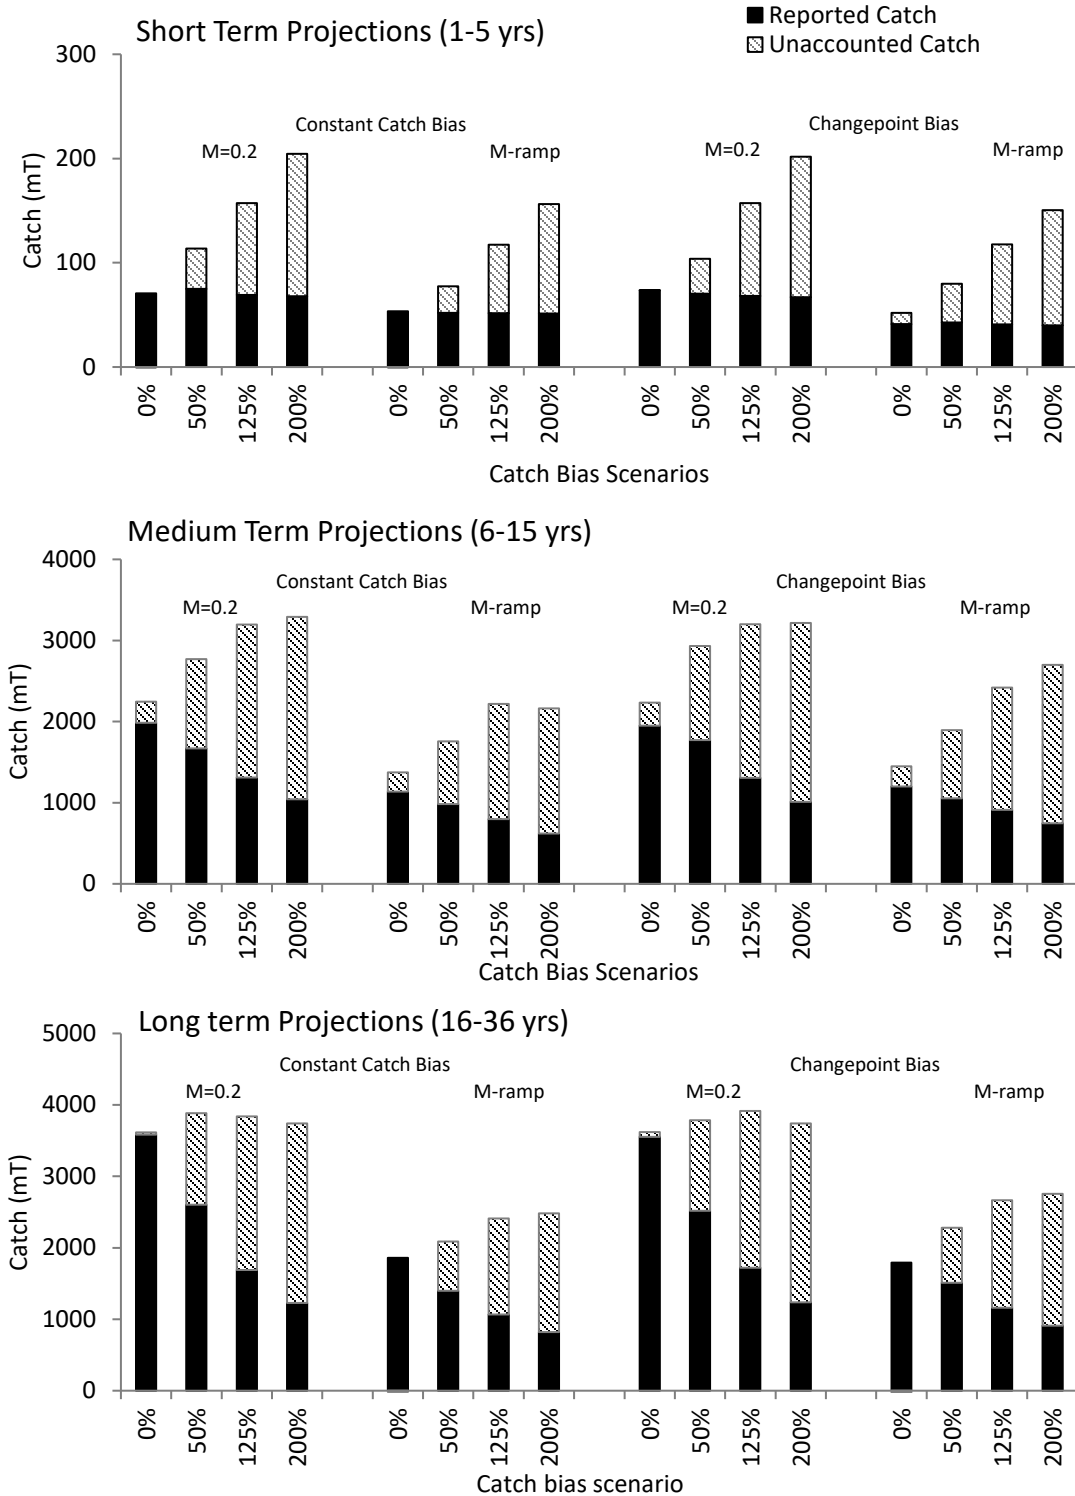 Short Term Projections (1-5 yrs)
Reported Catch
Unaccounted Catch
300
200
100
0
Catch (mT)
Constant Catch Bias
Changepoint Bias
M=0.2
M-ramp
M=0.2
M-ramp
0% 50% 125% 200% 0% 50% 125% 200% 0% 50% 125% 200% 0% 50% 125% 200%
Catch Bias Scenarios
Medium Term Projections (6-15 yrs)
4000
3000
2000
1000
0
Catch (mT)
Constant Catch Bias
Changepoint Bias
M=0.2
M-ramp
M=0.2
M-ramp
0% 50% 125% 200% 0% 50% 125% 200% 0% 50% 125% 200% 0% 50% 125% 200%
Catch Bias Scenarios
Long term Projections (16-36 yrs)
5000
4000
3000
2000
1000
0
Catch (mT)
Constant Catch Bias
Changepoint Bias
M=0.2
M-ramp
M=0.2
M-ramp
0% 50% 125% 200% 0% 50% 125% 200% 0% 50% 125% 200% 0% 50% 125% 200%
Catch bias scenario